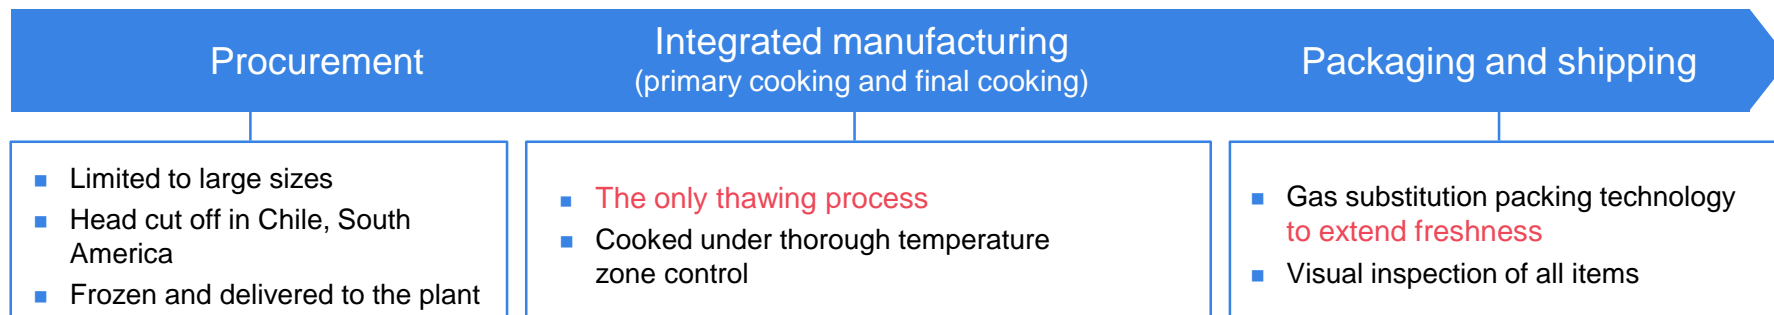 Procurement
Integrated manufacturing
(primary cooking and final cooking)
Packaging and shipping
Limited to large sizes
Head cut off in Chile, South
America
Frozen and delivered to the plant
The only thawing process
Cooked under thorough temperature
zone control
Gas substitution packing technology
to extend freshness
Visual inspection of all items